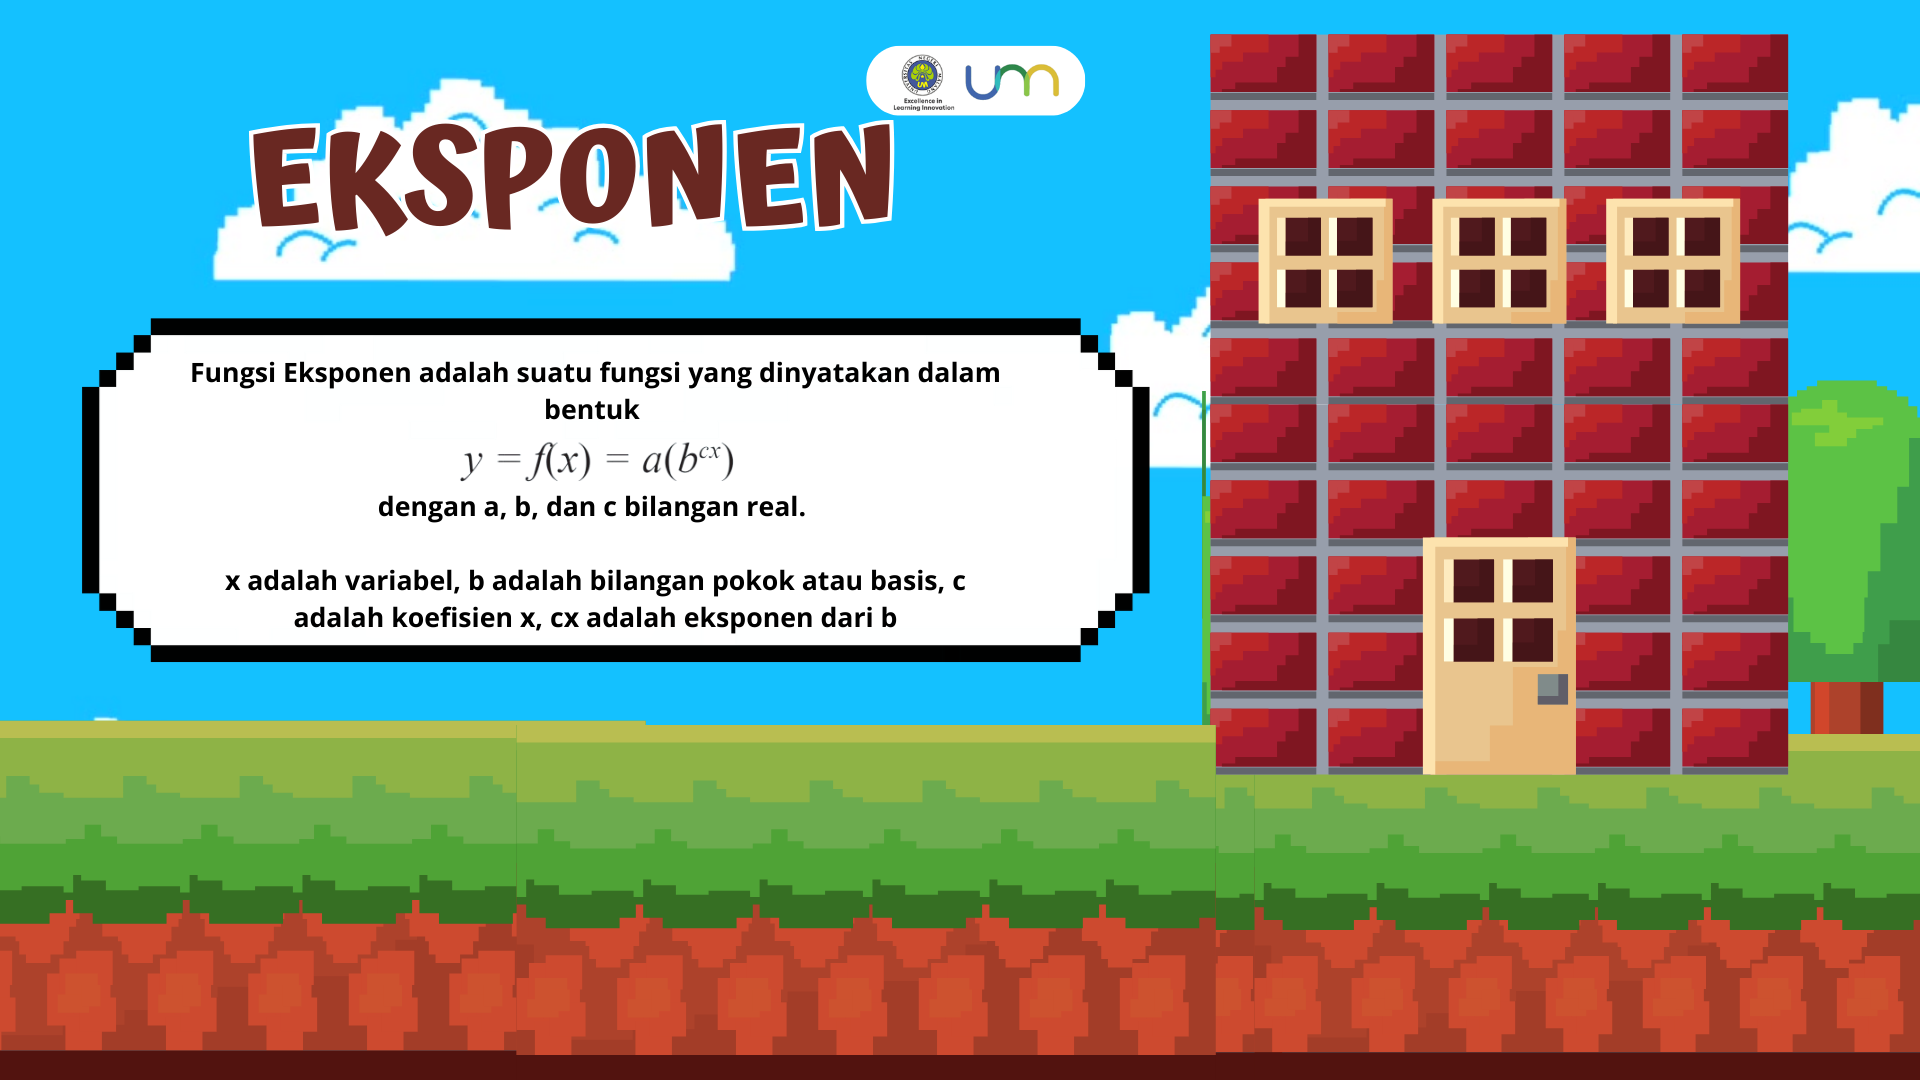 Excellence in
Learning Innovation
um
EKSPONEN
Fungsi Eksponen adalah suatu fungsi yang dinyatakan dalam
bentuk
y = f(x) = a(b^{cx})
dengan a, b, dan c bilangan real.
x adalah variabel, b adalah bilangan pokok atau basis, c
adalah koefisien x, cx adalah eksponen dari b